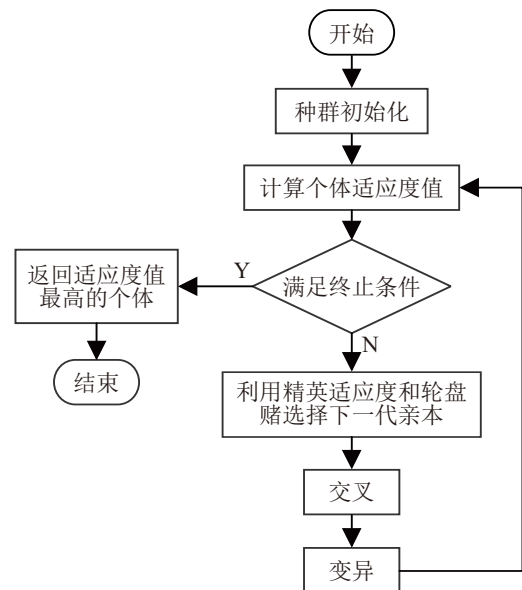 开始
种群初始化
计算个体适应度值
满足终止条件
Y
返回适应度值
最高的个体
结束
N
利用精英适应度和轮盘
赌选择下一代亲本
交叉
变异